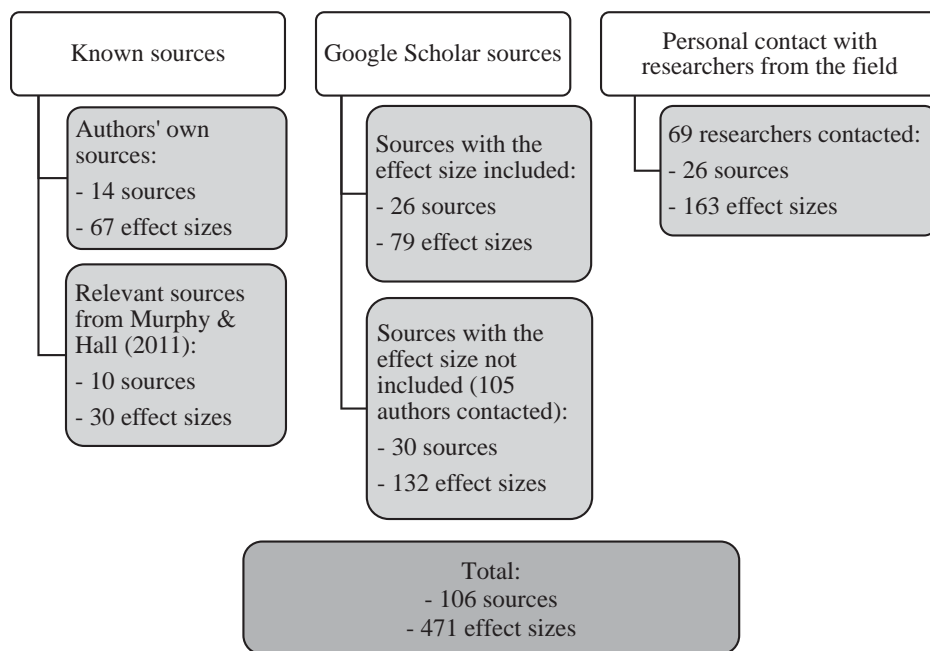 Known sources
Authors' own
sources:
- 14 sources
- 67 effect sizes
Relevant sources
from Murphy &
Hall (2011):
- 10 sources
- 30 effect sizes
Google Scholar sources
Sources with the
effect size included:
- 26 sources
- 79 effect sizes
Sources with the
effect size not
included (105
authors contacted):
- 30 sources
- 132 effect sizes
Personal contact with
researchers from the field
69 researchers contacted:
- 26 sources
- 163 effect sizes
Total:
- 106 sources
- 471 effect sizes